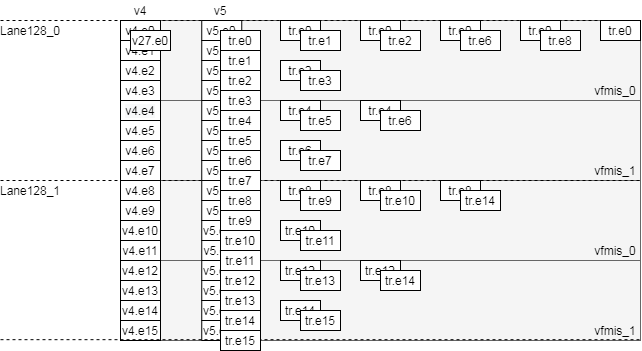 v4 v5
Lane128_0
v27.e0 tr.e0 tr.e1 tr.e2 tr.e6 tr.e8 tr.e0
tr.e1
v4.e2 tr.e2 tr.e3
v4.e3 tr.e3 vfmis_0
v4.e4 tr.e4 tr.e5 tr.e6
v4.e5 tr.e5
v4.e6 tr.e6 tr.e7
v4.e7 tr.e7 vfmis_1
Lane128_1 v4.e8 tr.e8 tr.e9 tr.e10 tr.e14
v4.e9 tr.e9
v4.e10 tr.e10 tr.e11
v4.e11 tr.e11 vfmis_0
v4.e12 tr.e12 tr.e13 tr.e14
v4.e13 tr.e13
v4.e14 tr.e14 tr.e15
v4.e15 tr.e15 vfmis_1